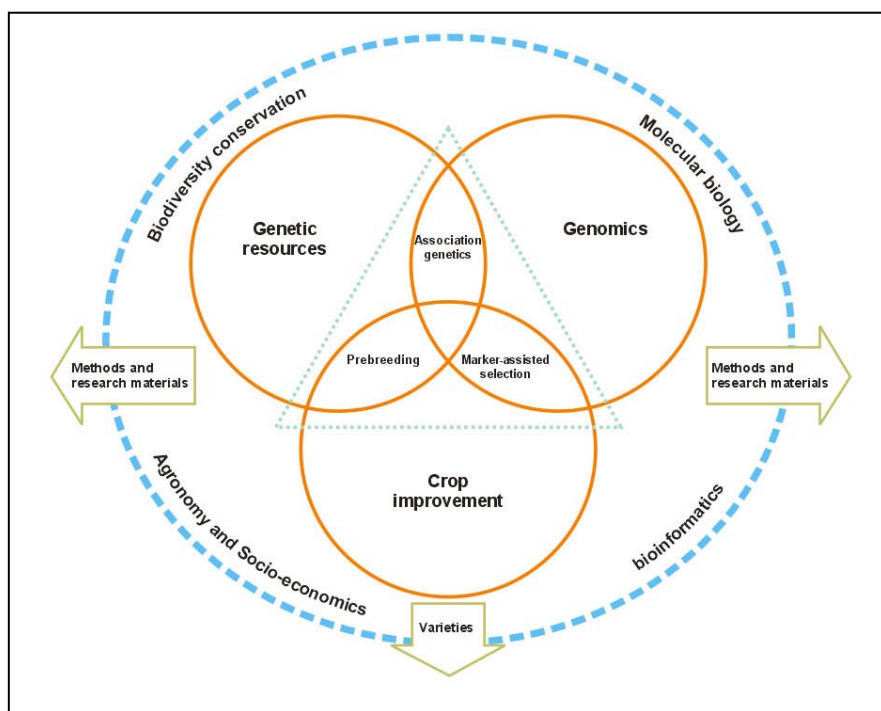 Biodiversity conservation
Molecular biology
Genetic
resources
Genomics
Association
genetics
Methods and
research materials
Prebreeding
Marker-assisted
selection
Methods and
research materials
Crop
improvement
Agronomy and Socio-economics
bioinformatics
Varieties